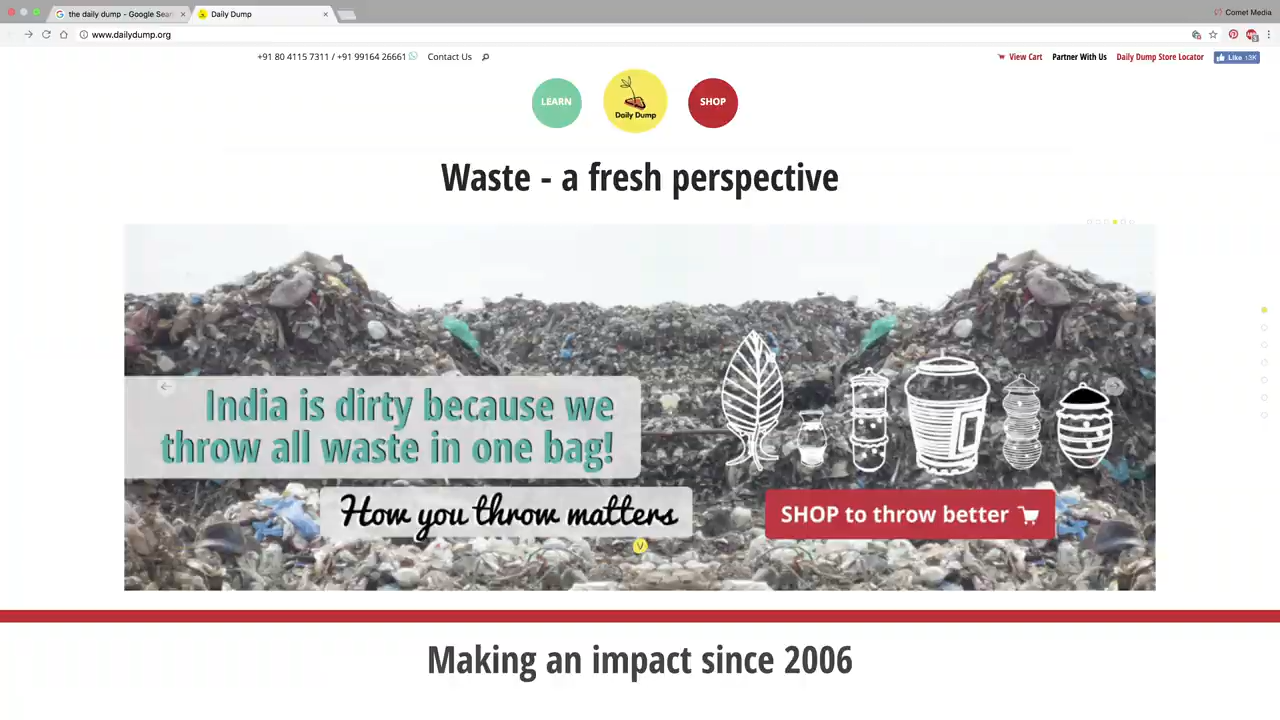 the daily dump - Google Sear
Daily Dump
Comet Media
www.dailydump.org
+91 80 4115 7311 / +91 99164 26661
Contact Us
View Cart
Partner With Us
Daily Dump Store Locator
Like 13K
LEARN
Daily Dump
SHOP
Waste - a fresh perspective
India is dirty because we
throw all waste in one bag!
How you throw matters
SHOP to throw better
Making an impact since 2006